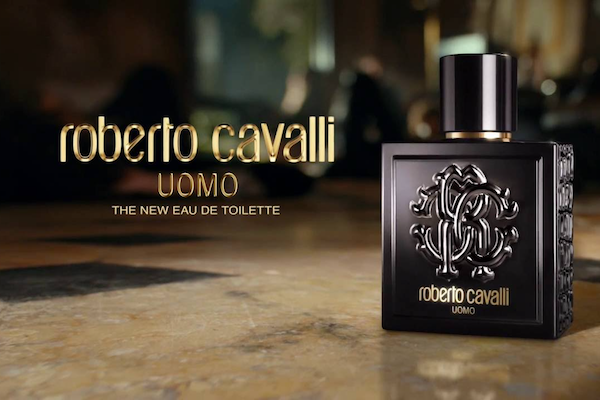 roberto cavalli
UOMO
THE NEW EAU DE TOILETTE
roberto cavalli
UOMO